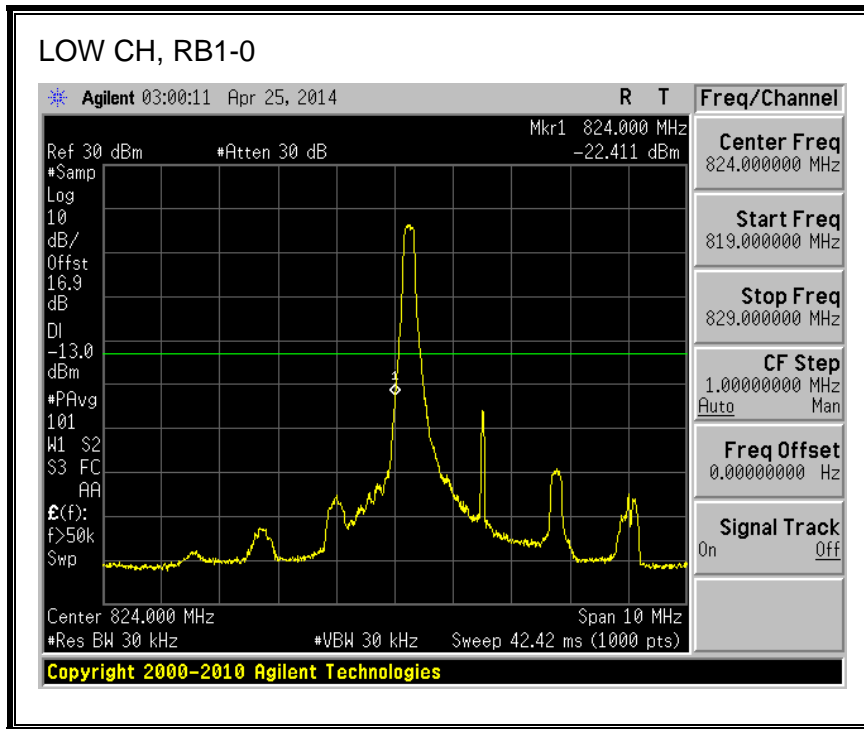 LOW CH, RB1-0
Agilent 03:00:11 Apr 25, 2014 R T
Mkr1 824.000 MHz
Ref 30 dBm #Atten 30 dB -22.411 dBm
#Samp
Log
10
dB/
Offst
16.9
dB
DI
-13.0
dBm
#PAvg
101
W1 S2
S3 FC
AA
£(f):
f>50k
Swp
1
Center 824.000 MHz Span 10 MHz
#Res BW 30 kHz #VBW 30 kHz Sweep 42.42 ms (1000 pts)
Copyright 2000-2010 Agilent Technologies
Freq/Channel
Center Freq
824.000000 MHz
Start Freq
819.000000 MHz
Stop Freq
829.000000 MHz
CF Step
1.00000000 MHz
Auto Man
Freq Offset
0.00000000 Hz
Signal Track
On Off